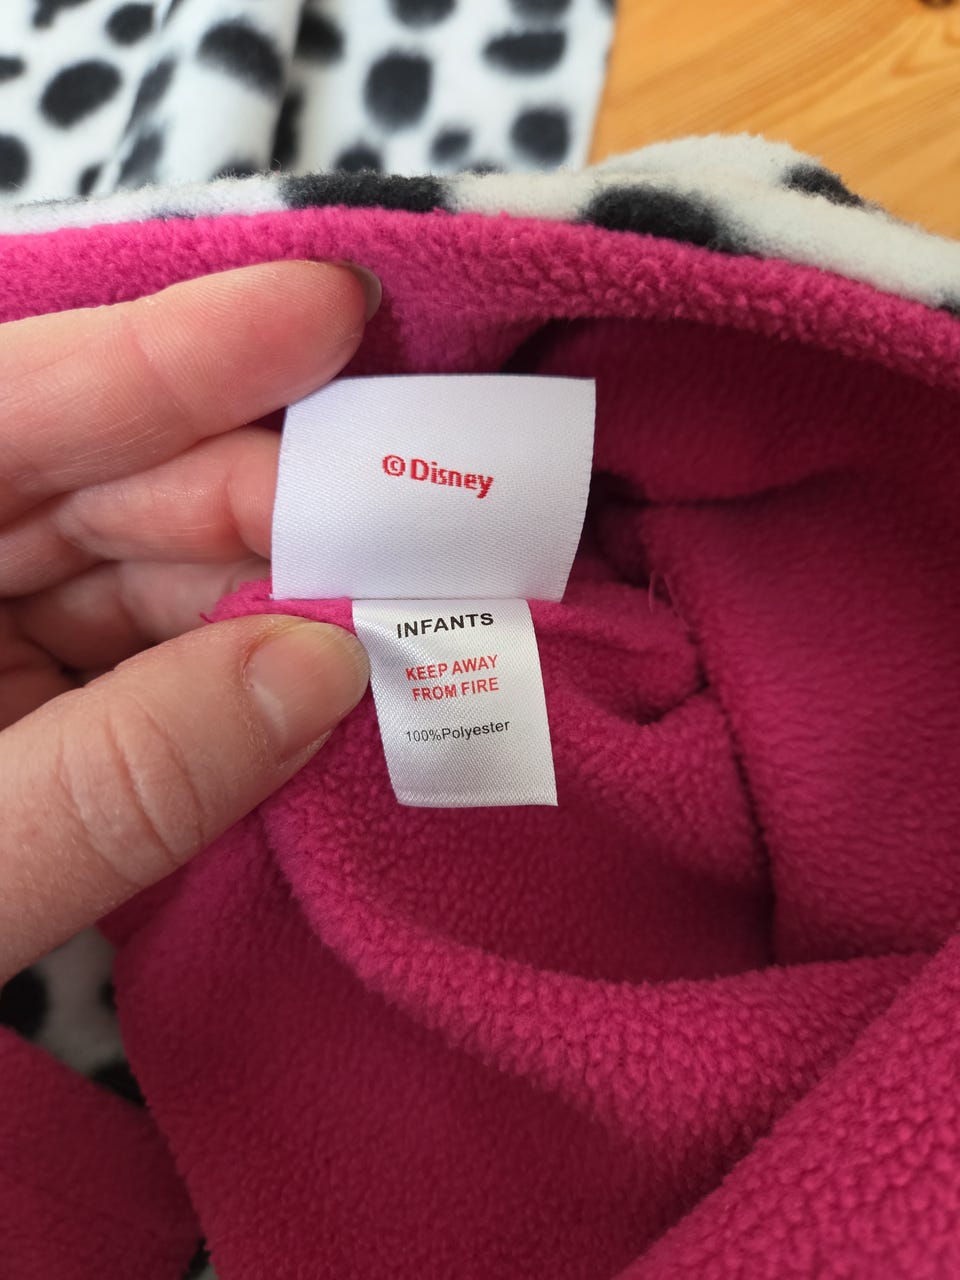 ©Disney
INFANTS
KEEP AWAY
FROM FIRE
100%Polyester